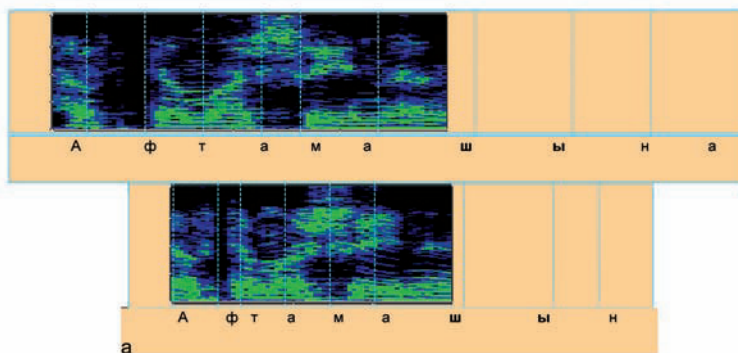 А ф т а м а ш ы н а
А ф т а м а ш ы н
а